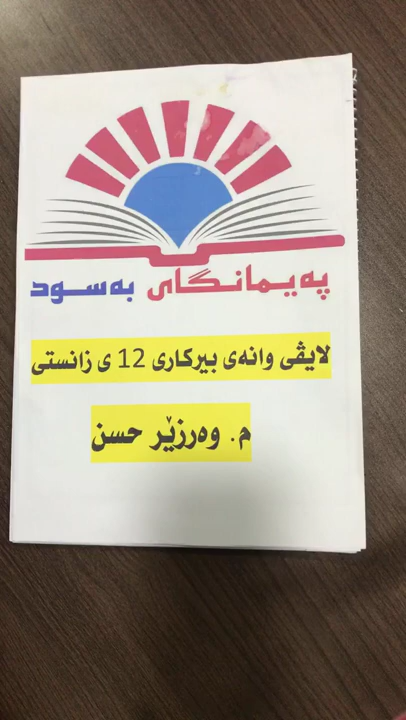 پەیمانگای بەسود
لایڤی وانەی بیرکاری 12 ی زانستی
م. وەرزێر حسن